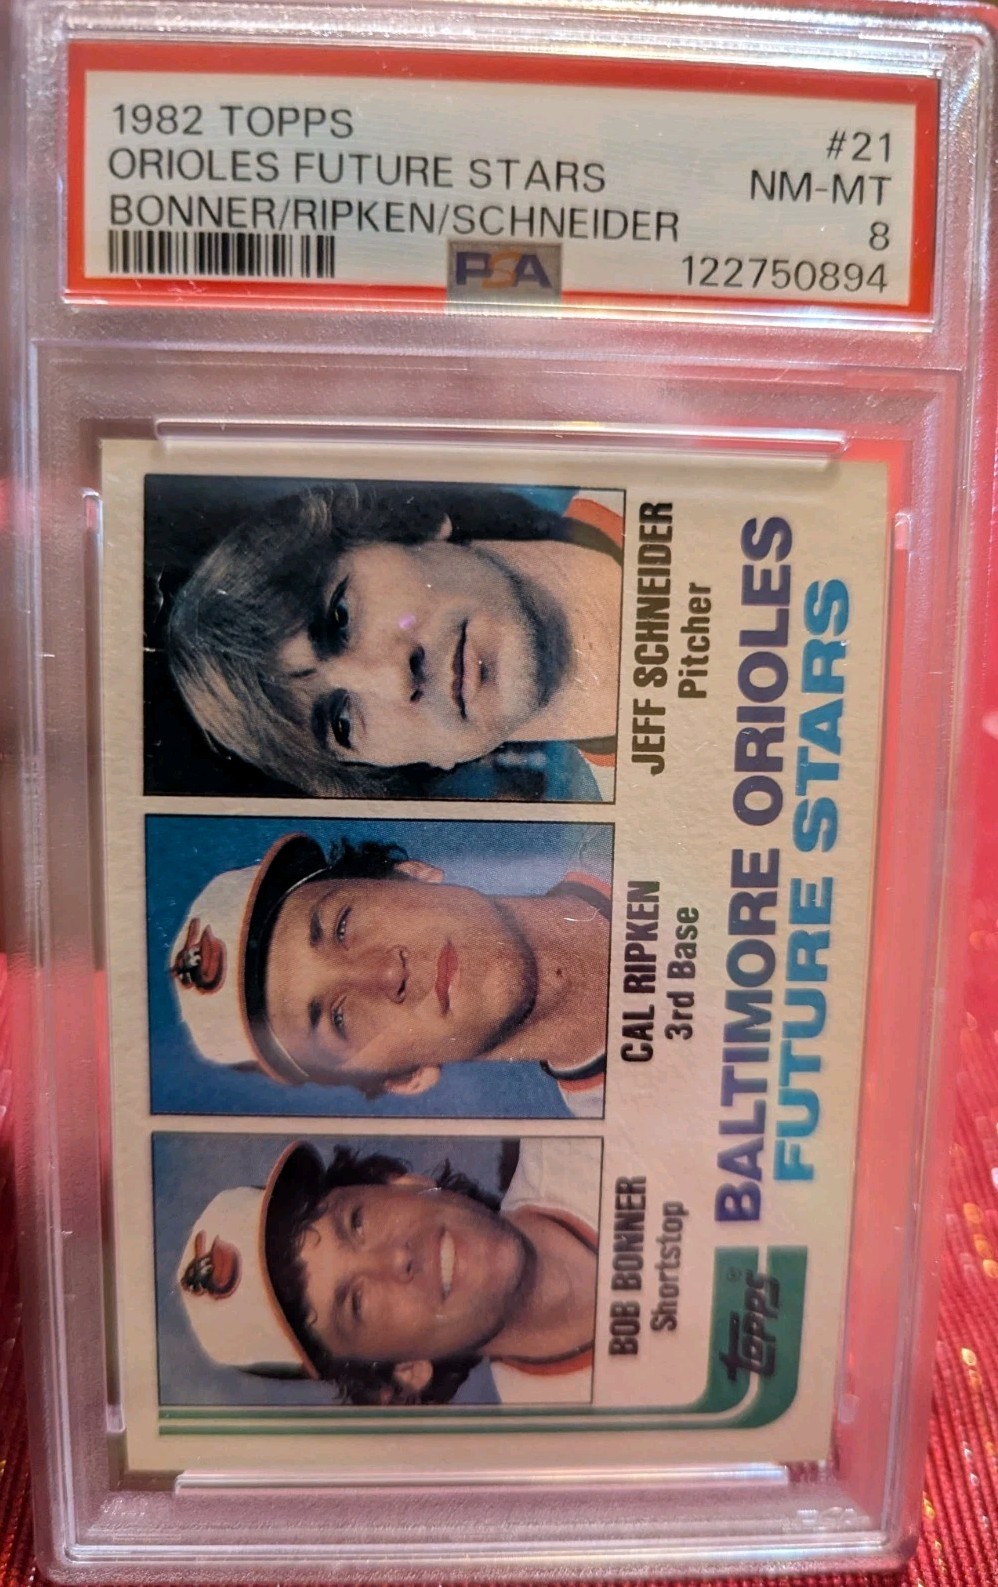 1982 TOPPS
ORIOLES FUTURE STARS
BONNER/RIPKEN/SCHNEIDER
#21
NM-MT
8
122750894
PSA
JEFF SCHNEIDER
Pitcher
CAL RIPKEN
3rd Base
BOB BONNER
Shortstop
BALTIMORE ORIOLES
FUTURE STARS
TOPPS®